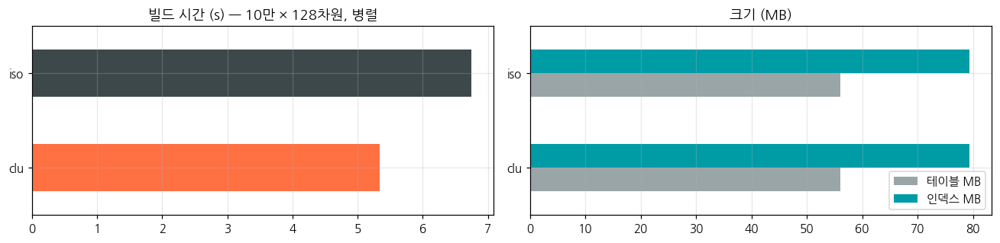 빌드 시간 (s) — 10만 × 128차원, 병렬
iso
clu
0 1 2 3 4 5 6 7
크기 (MB)
iso
clu
테이블 MB
인덱스 MB
0 10 20 30 40 50 60 70 80